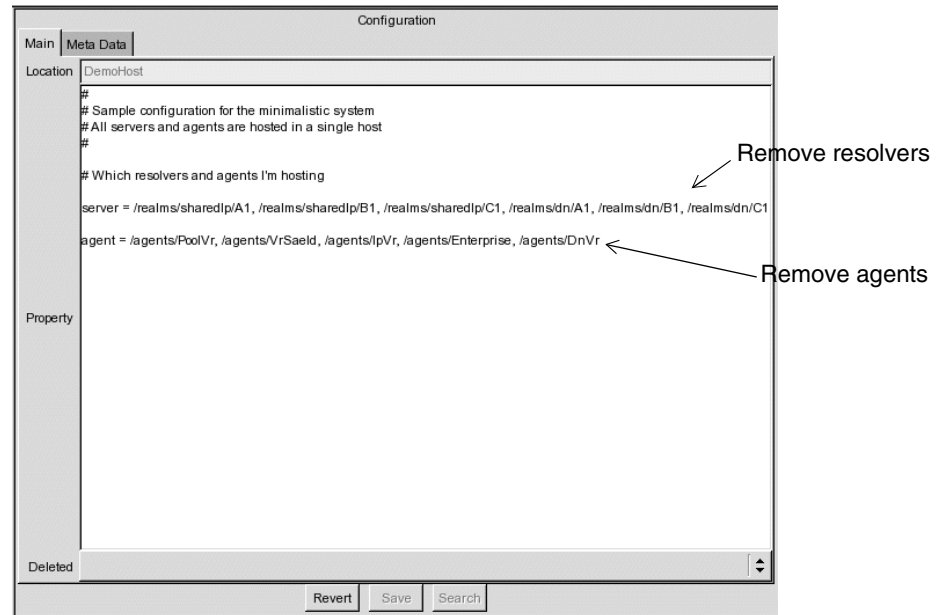 Configuration
Main Meta Data
Location DemoHost
#
# Sample configuration for the minimalistic system
# All servers and agents are hosted in a single host
#
Remove resolvers
# Which resolvers and agents I'm hosting
server = /realms/sharedIp/A1, /realms/sharedIp/B1, /realms/sharedIp/C1, /realms/dn/A1, /realms/dn/B1, /realms/dn/C1
agent = /agents/PoolVr, /agents/VrSaeId, /agents/IpVr, /agents/Enterprise, /agents/DnVr
Remove agents
Property
Deleted
Revert Save Search